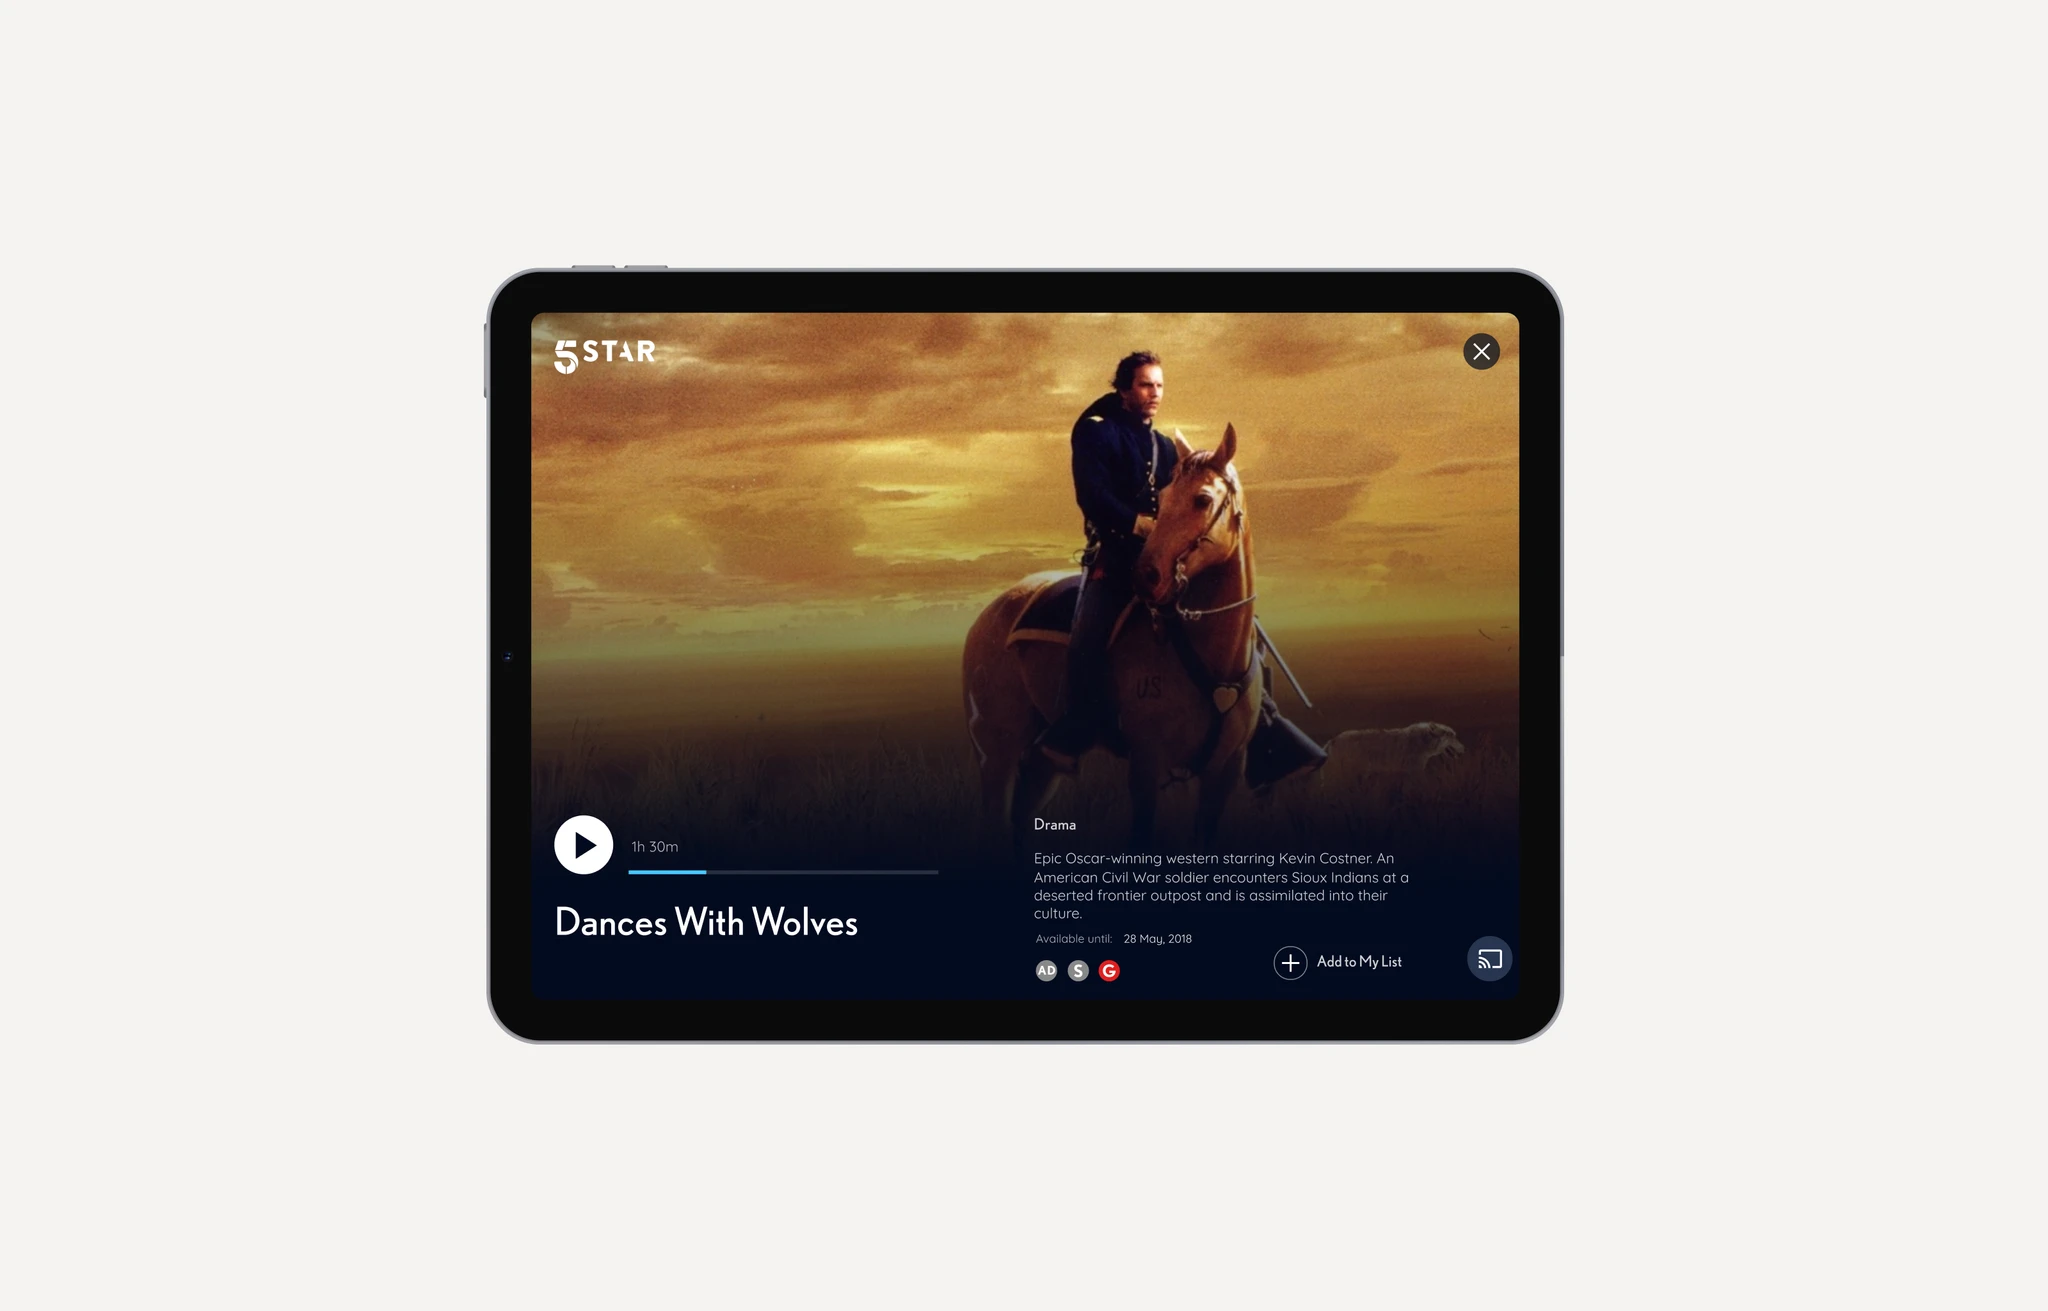 5STAR
US
1h 30m
Dances With Wolves
Drama
Epic Oscar-winning western starring Kevin Costner. An
American Civil War soldier encounters Sioux Indians at a
deserted frontier outpost and is assimilated into their
culture.
Available until: 28 May, 2018
AD S G
Add to My List